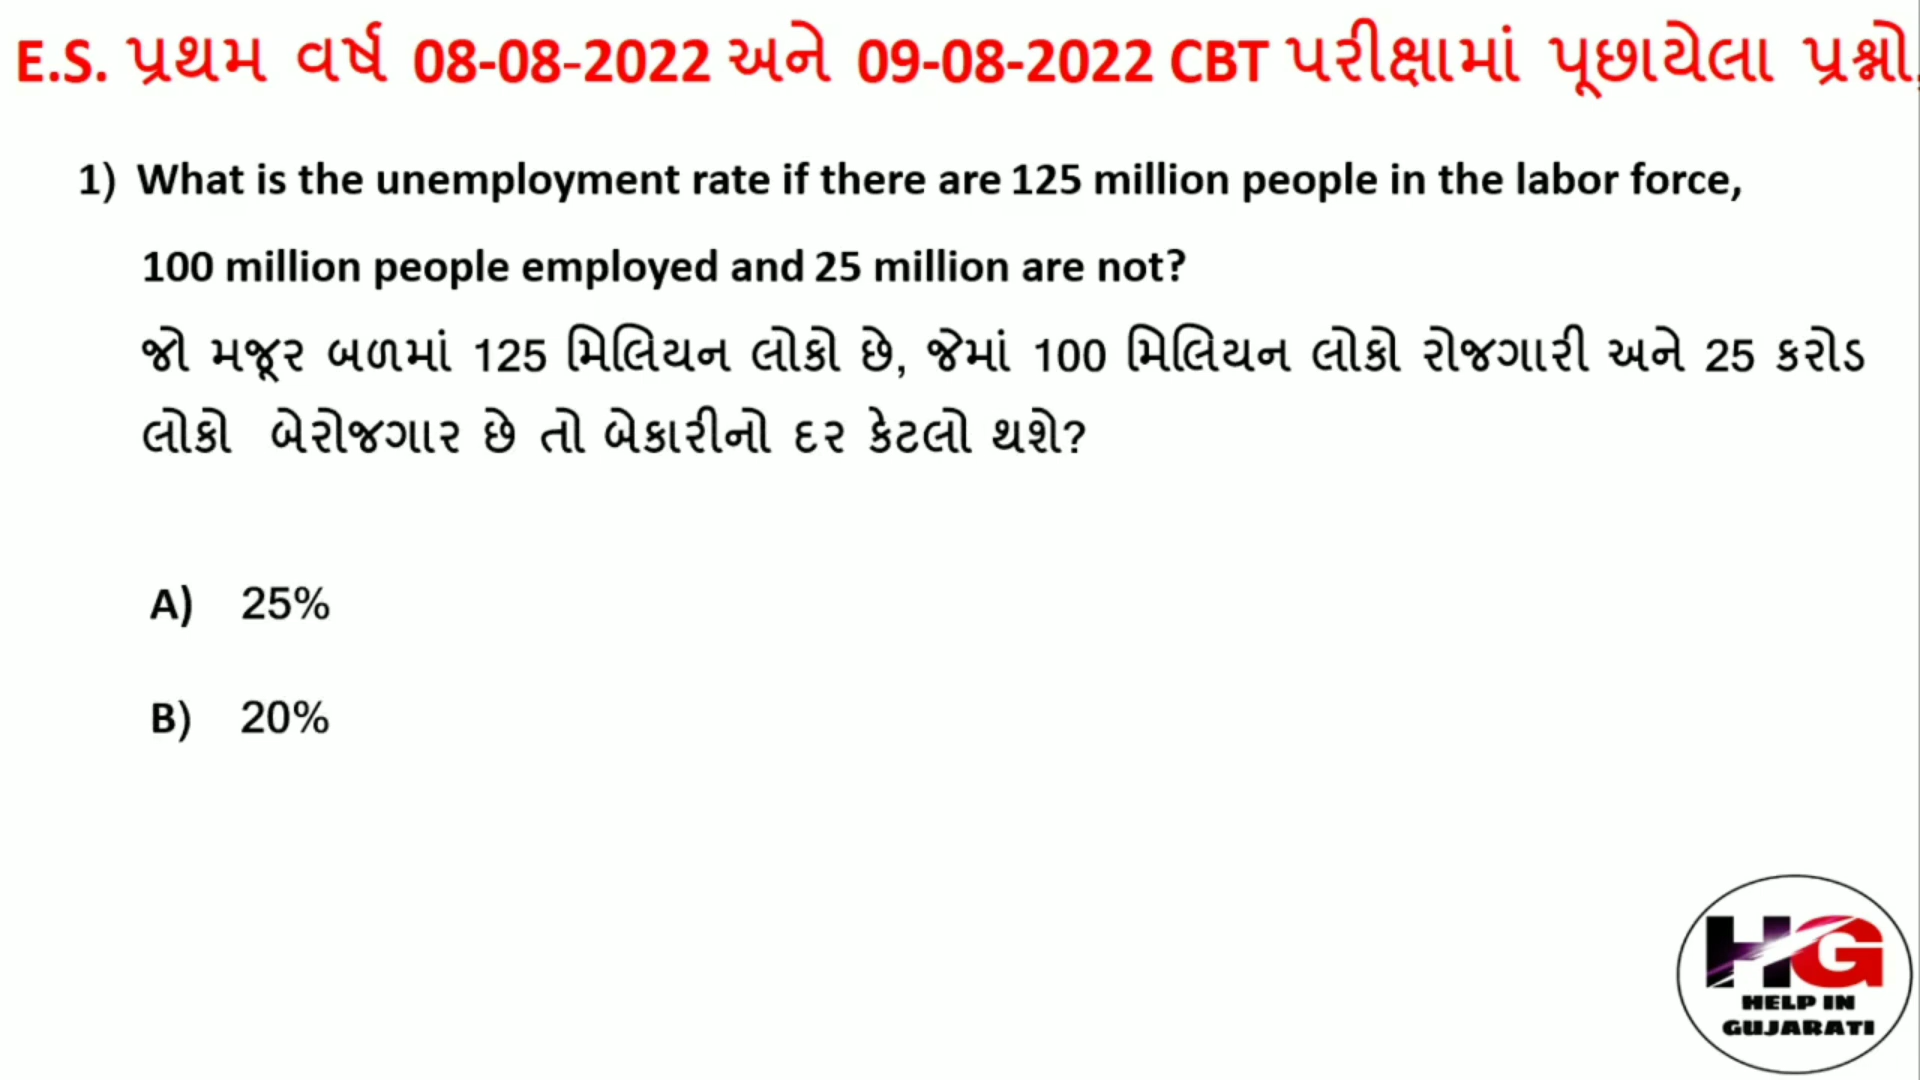 E.S. પ્રથમ વર્ષ 08-08-2022 અને 09-08-2022 CBT પરીક્ષામાં પૂછાયેલા પ્રશ્નો.
1) What is the unemployment rate if there are 125 million people in the labor force,
100 million people employed and 25 million are not?
જો મજૂર બળમાં 125 મિલિયન લોકો છે, જેમાં 100 મિલિયન લોકો રોજગારી અને 25 કરોડ
લોકો બેરોજગાર છે તો બેકારીનો દર કેટલો થશે?
A) 25%
B) 20%
HG
HELP IN
GUJARATI